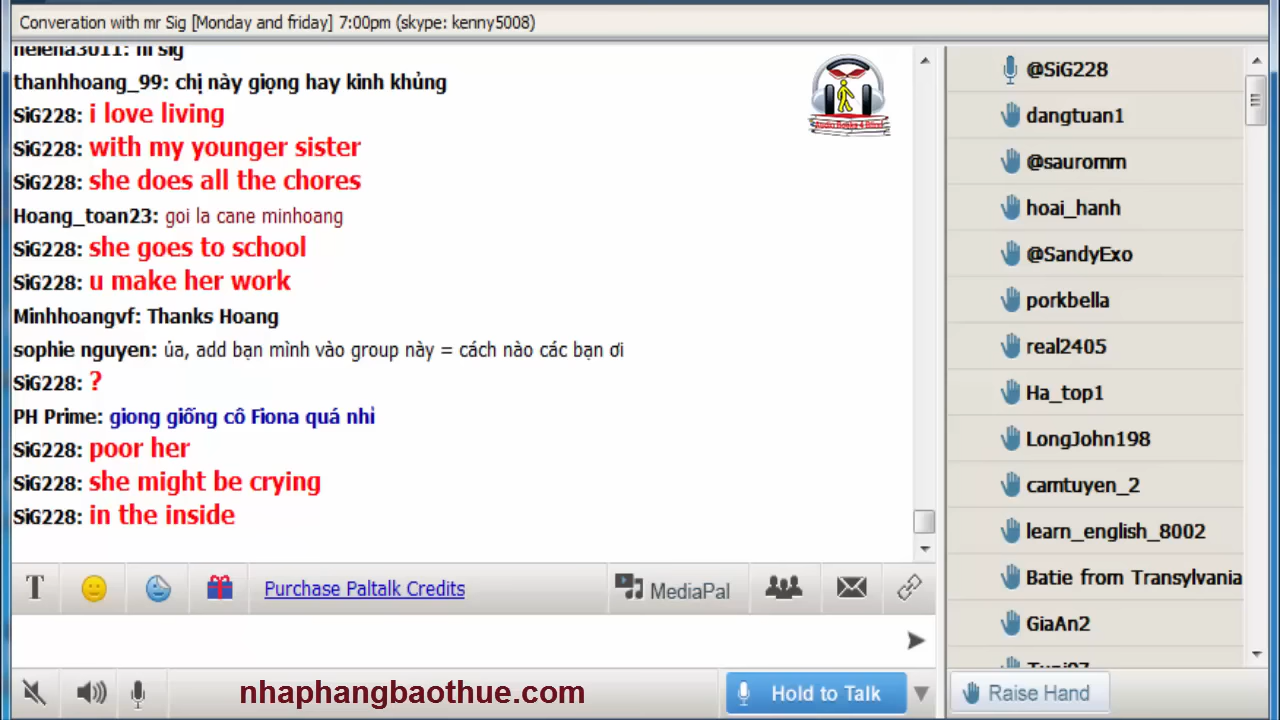 Converation with mr Sig [Monday and friday] 7:00pm (skype: kenny5008)
helena3011: hi sig
thanhhoang_99: chị này giọng hay kinh khủng
SiG228: i love living
SiG228: with my younger sister
SiG228: she does all the chores
Hoang_toan23: goi la cane minhoang
SiG228: she goes to school
SiG228: u make her work
Minhhoangvf: Thanks Hoang
sophie nguyen: ủa, add bạn mình vào group này = cách nào các bạn ơi
SiG228: ?
PH Prime: giong giống cô Fiona quá nhỉ
SiG228: poor her
SiG228: she might be crying
SiG228: in the inside
@SiG228
dangtuan1
@sauromm
hoai_hanh
@SandyExo
porkbella
real2405
Ha_top1
LongJohn198
camtuyen_2
learn_english_8002
Batie from Transylvania
GiaAn2
T
Purchase Paltalk Credits
MediaPal
nhaphangbaothue.com
Hold to Talk
Raise Hand